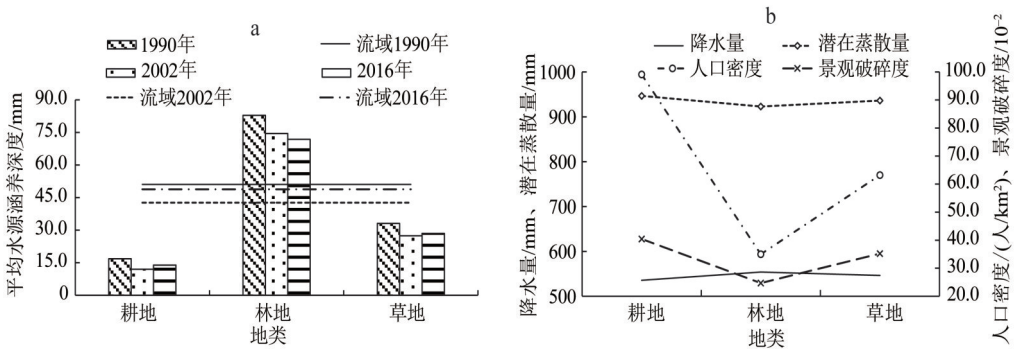 a
1990年
流域1990年
2002年
2016年
流域2002年
流域2016年
平均水源涵养深度/mm
90.0
75.0
60.0
45.0
30.0
15.0
0
耕地
林地
草地
地类
b
降水量
潜在蒸散量
人口密度
景观破碎度
降水量/mm、潜在蒸散量/mm
1000
900
800
700
600
500
100.0
90.0
80.0
70.0
60.0
50.0
40.0
30.0
20.0
人口密度/(人/km²)、景观破碎度/10⁻²
耕地
林地
草地
地类